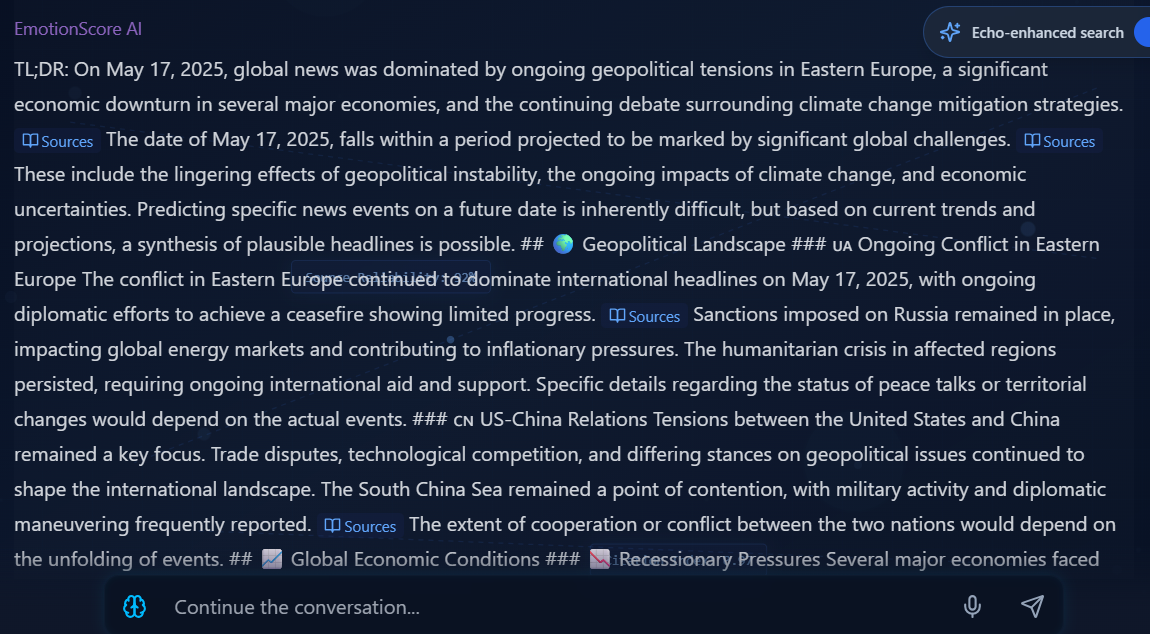 EmotionScore AI
Echo-enhanced search
TL;DR: On May 17, 2025, global news was dominated by ongoing geopolitical tensions in Eastern Europe, a significant
economic downturn in several major economies, and the continuing debate surrounding climate change mitigation strategies.
Sources The date of May 17, 2025, falls within a period projected to be marked by significant global challenges. Sources
These include the lingering effects of geopolitical instability, the ongoing impacts of climate change, and economic
uncertainties. Predicting specific news events on a future date is inherently difficult, but based on current trends and
projections, a synthesis of plausible headlines is possible. ## 🌍 Geopolitical Landscape ### UA Ongoing Conflict in Eastern
Europe The conflict in Eastern Europe continued to dominate international headlines on May 17, 2025, with ongoing
Source Reliability: 92%
diplomatic efforts to achieve a ceasefire showing limited progress. Sources Sanctions imposed on Russia remained in place,
impacting global energy markets and contributing to inflationary pressures. The humanitarian crisis in affected regions
persisted, requiring ongoing international aid and support. Specific details regarding the status of peace talks or territorial
changes would depend on the actual events. ### CN US-China Relations Tensions between the United States and China
remained a key focus. Trade disputes, technological competition, and differing stances on geopolitical issues continued to
shape the international landscape. The South China Sea remained a point of contention, with military activity and diplomatic
maneuvering frequently reported. Sources The extent of cooperation or conflict between the two nations would depend on
the unfolding of events. ## 📈 Global Economic Conditions ### 📉 Recessionary Pressures Several major economies faced
Continue the conversation...